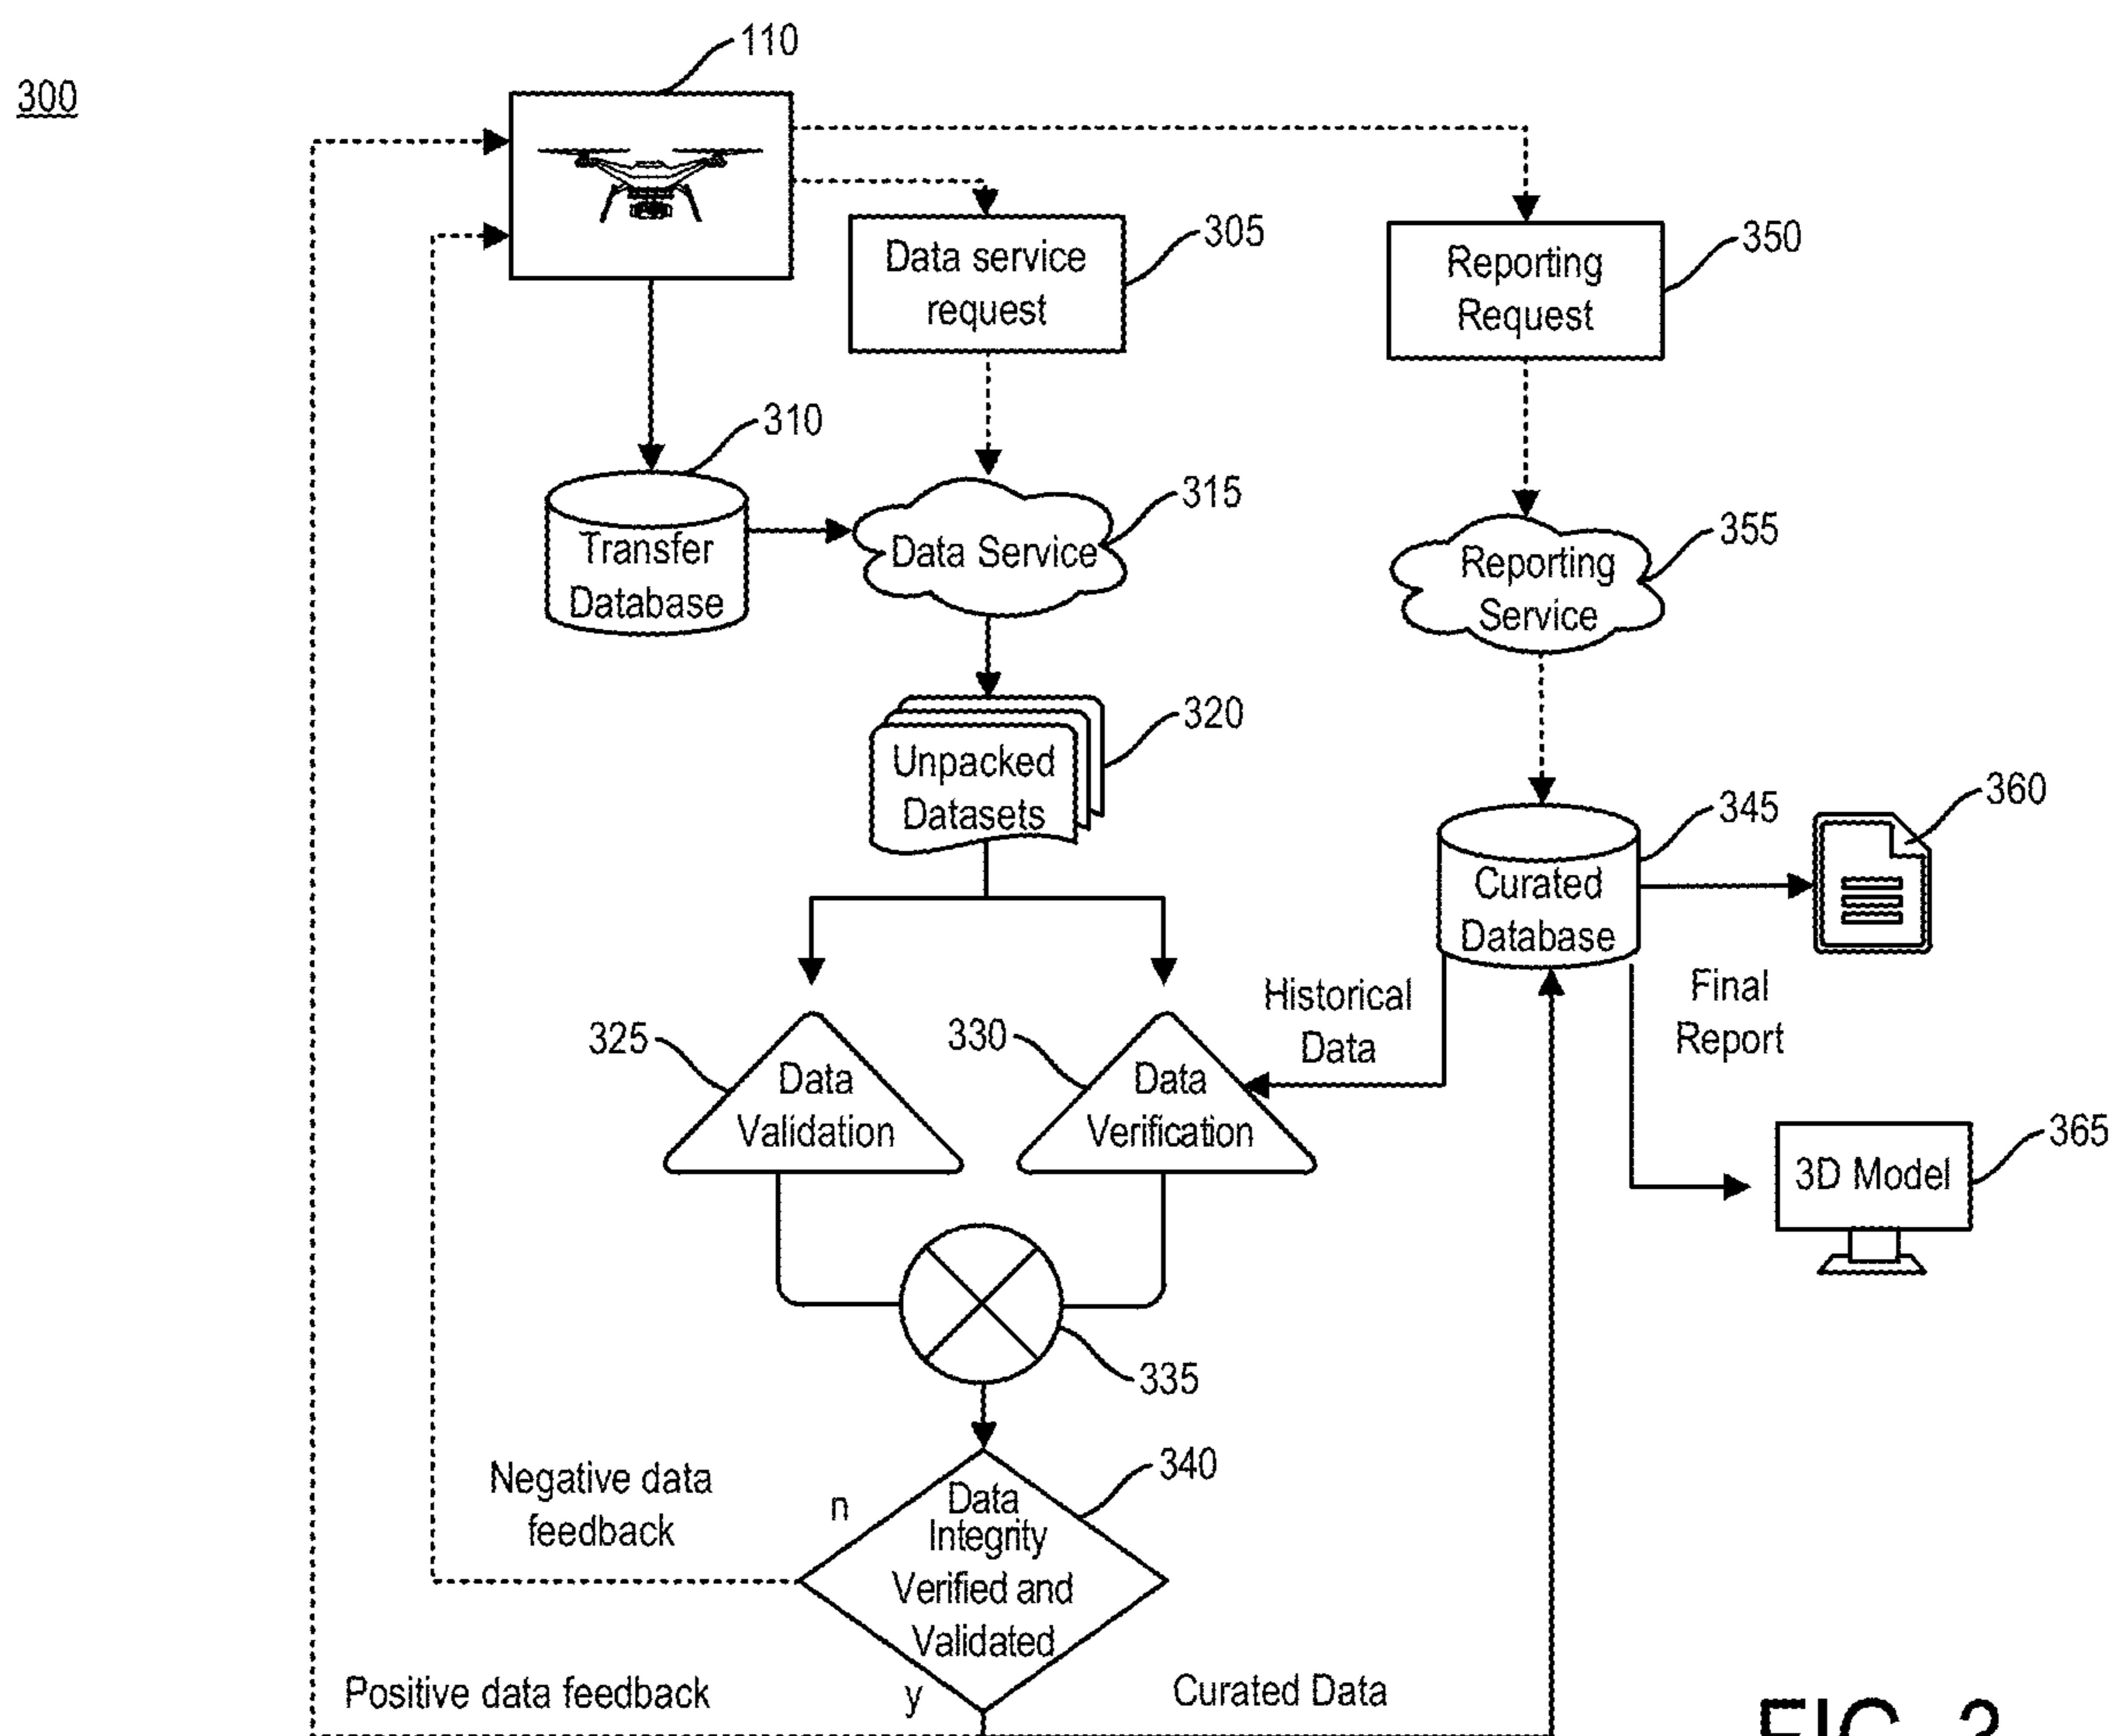 110
300
Data service
request
305
Reporting
Request
350
310
Transfer
Database
Data Service
315
Reporting
Service
355
Unpacked
Datasets
320
Curated
Database
345
360
Historical
Data
Final
Report
325
Data
Validation
330
Data
Verification
3D Model
365
335
340
Negative data
feedback
n
Data
Integrity
Verified and
Validated
Positive data feedback
y
Curated Data